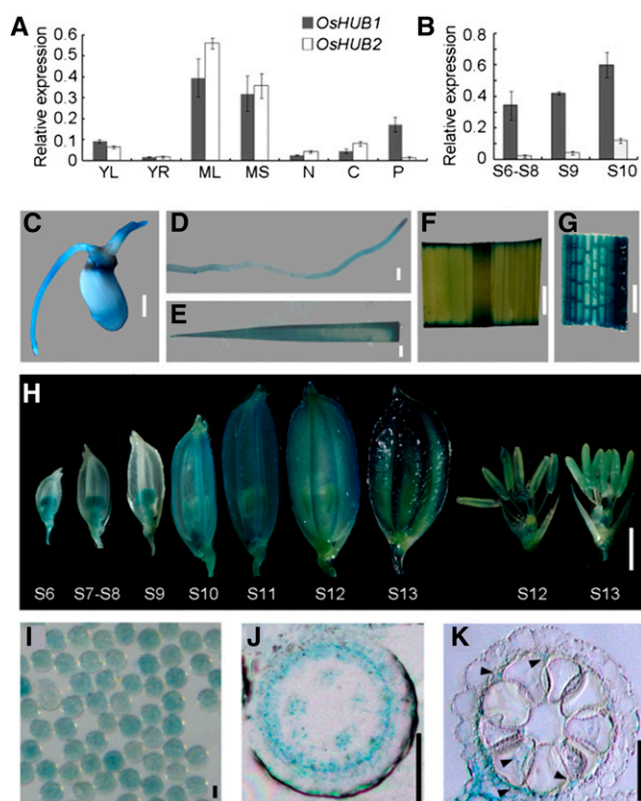 A
Relative expression
0.6
0.5
0.4
0.3
0.2
0.1
0
YL YR ML MS N C P
OsHUB1
OsHUB2
B
Relative expression
0.8
0.6
0.4
0.2
0
S6-S8 S9 S10
C
D
E
F
G
H
S6 S7-S8 S9 S10 S11 S12 S13 S12 S13
I
J
K